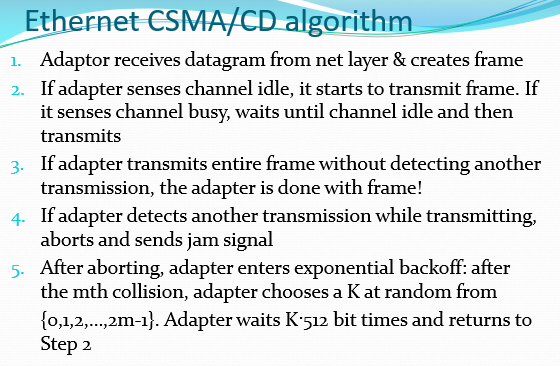 Ethernet CSMA/CD algorithm
1. Adaptor receives datagram from net layer & creates frame
2. If adapter senses channel idle, it starts to transmit frame. If
it senses channel busy, waits until channel idle and then
transmits
3. If adapter transmits entire frame without detecting another
transmission, the adapter is done with frame!
4. If adapter detects another transmission while transmitting,
aborts and sends jam signal
5. After aborting, adapter enters exponential backoff: after
the mth collision, adapter chooses a K at random from
{0,1,2,…,2m-1}. Adapter waits K·512 bit times and returns to
Step 2